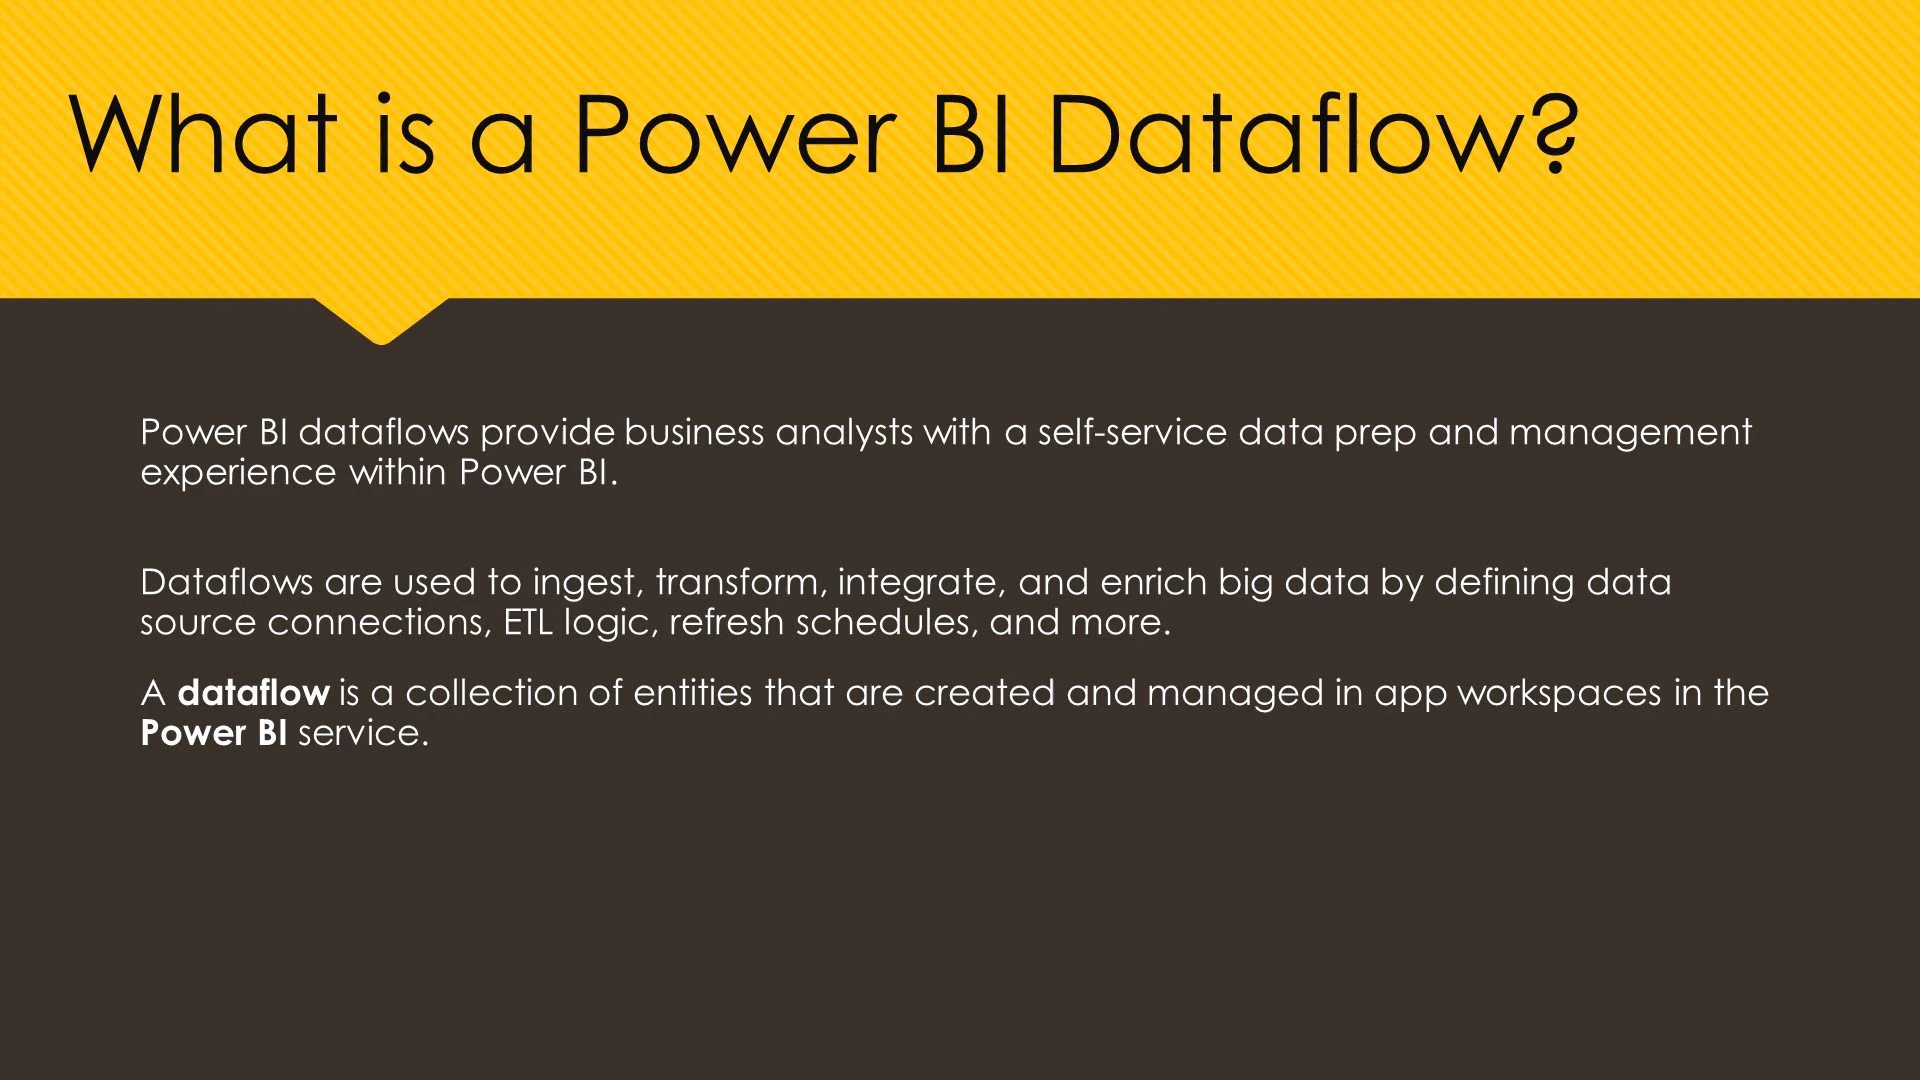 What is a Power BI Dataflow?
Power BI dataflows provide business analysts with a self-service data prep and management
experience within Power BI.
Dataflows are used to ingest, transform, integrate, and enrich big data by defining data
source connections, ETL logic, refresh schedules, and more.
A dataflow is a collection of entities that are created and managed in app workspaces in the
Power BI service.